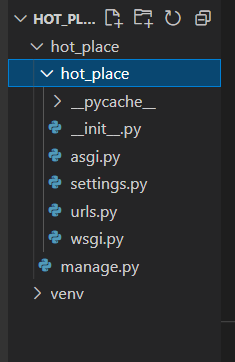 HOT_PL...
hot_place
hot_place
__pycache__
__init__.py
asgi.py
settings.py
urls.py
wsgi.py
manage.py
venv